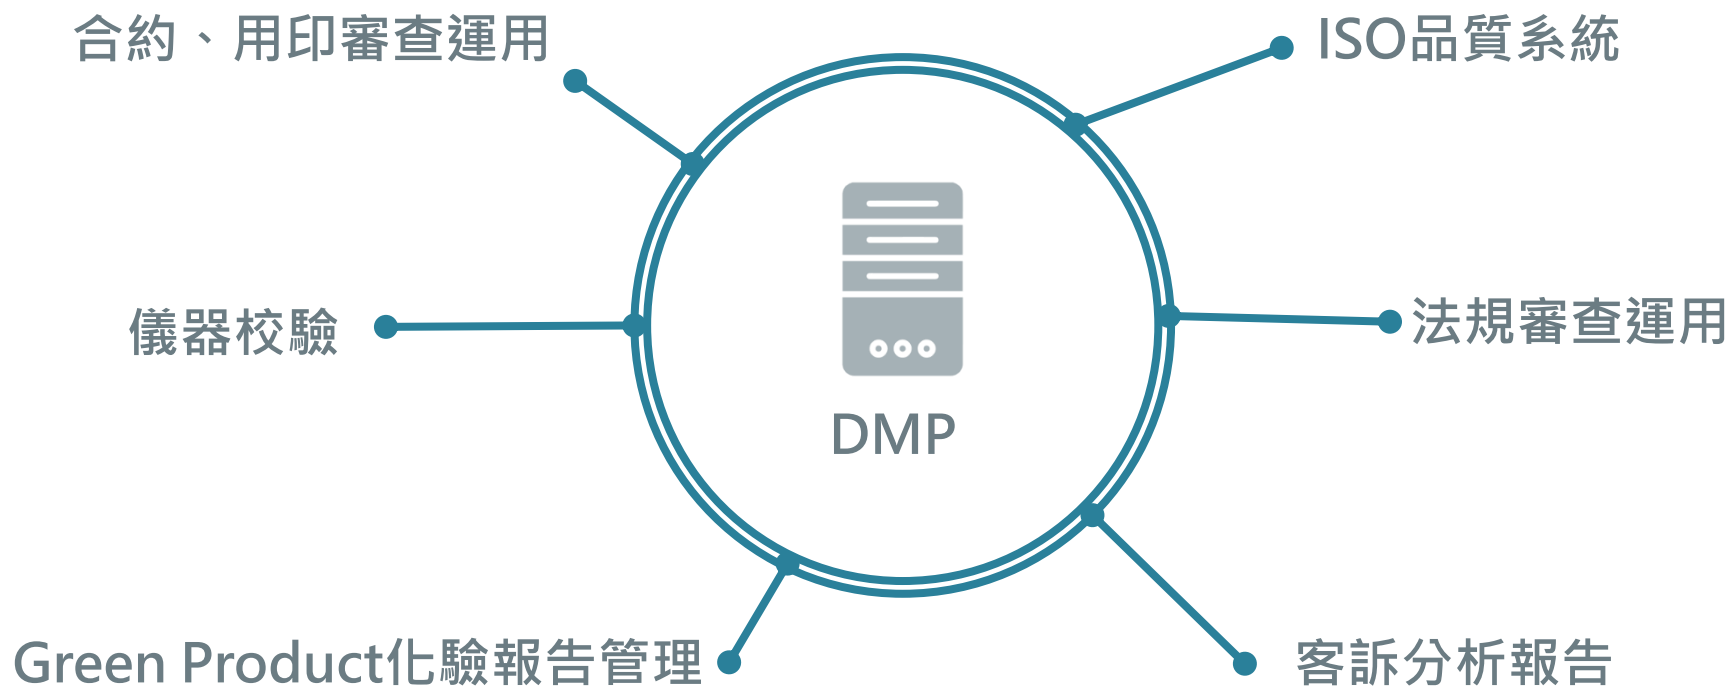 合約、用印審查運用
ISO品質系統
儀器校驗
法規審查運用
DMP
Green Product化驗報告管理
客訴分析報告